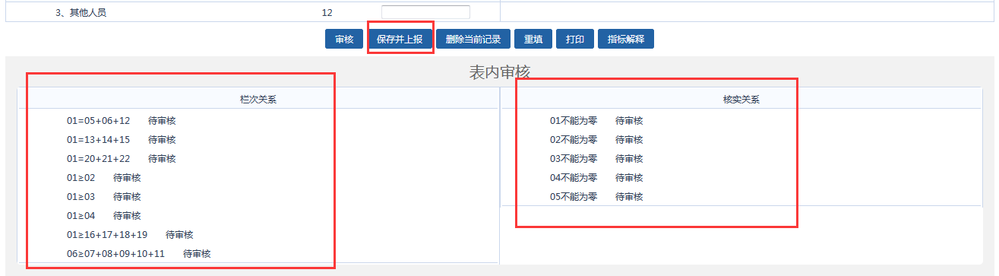 3、其他人员 12
审核 保存并上报 删除当前记录 重填 打印 指标解释
表内审核
栏次关系 核实关系
01=05+06+12 待审核 01不能为零 待审核
01=13+14+15 待审核 02不能为零 待审核
01=20+21+22 待审核 03不能为零 待审核
01≥02 待审核 04不能为零 待审核
01≥03 待审核 05不能为零 待审核
01≥04 待审核
01≥16+17+18+19 待审核
06≥07+08+09+10+11 待审核